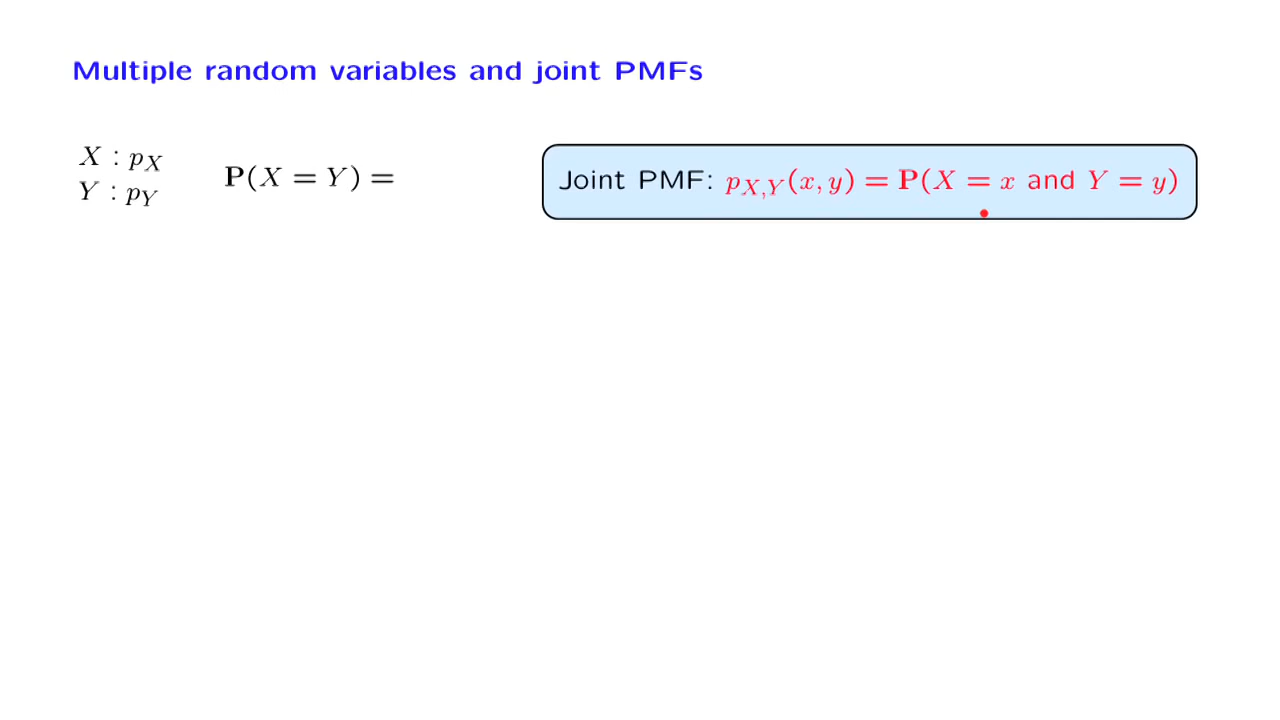 Multiple random variables and joint PMFs
X : p_X
Y : p_Y
P(X = Y) =
Joint PMF: p_{X,Y}(x, y) = P(X = x and Y = y)